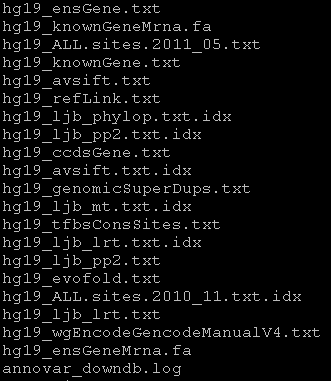 hg19_ensGene.txt
hg19_knownGeneMrna.fa
hg19_ALL.sites.2011_05.txt
hg19_knownGene.txt
hg19_avsift.txt
hg19_refLink.txt
hg19_ljb_phylop.txt.idx
hg19_ljb_pp2.txt.idx
hg19_ccdsGene.txt
hg19_avsift.txt.idx
hg19_genomicSuperDups.txt
hg19_ljb_mt.txt.idx
hg19_tfbsConsSites.txt
hg19_ljb_lrt.txt.idx
hg19_ljb_pp2.txt
hg19_evofold.txt
hg19_ALL.sites.2010_11.txt.idx
hg19_ljb_lrt.txt
hg19_wgEncodeGencodeManualV4.txt
hg19_ensGeneMrna.fa
annovar_downdb.log